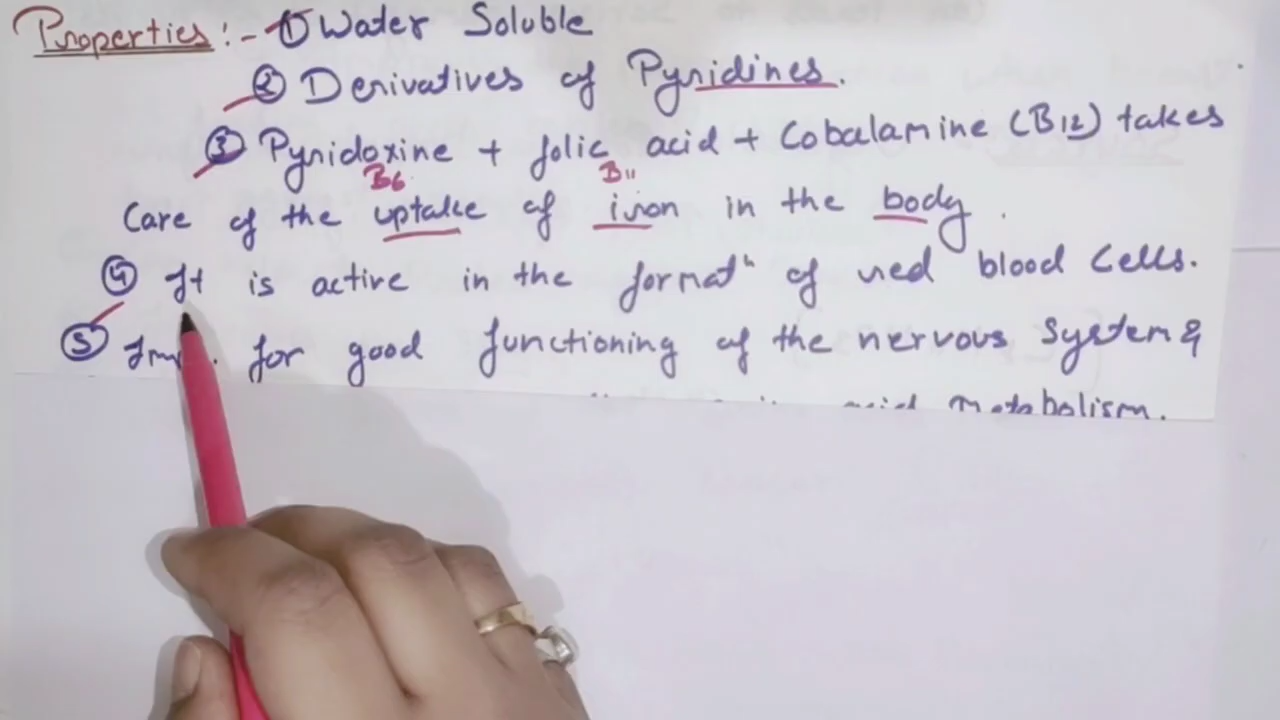 Properties :- ① Water Soluble
② Derivatives of Pyridines.
③ Pyridoxine + folic acid + Cobalamine (B12) takes
B6 B11
Care of the uptake of iron in the body.
④ It is active in the formatⁿ of red blood Cells.
⑤ for good functioning of the nervous System &
acid metabolism.